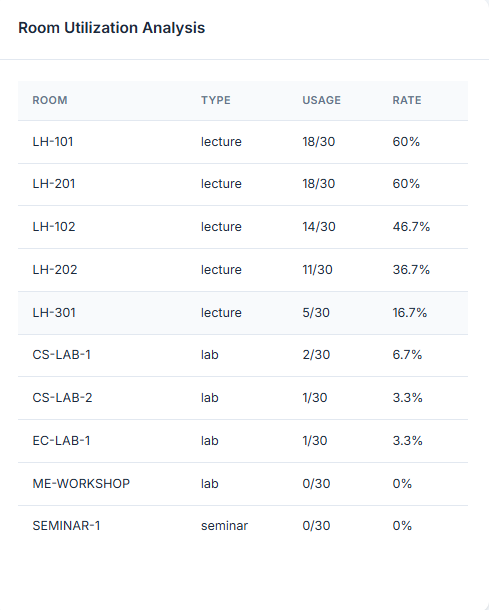 Room Utilization Analysis
ROOM TYPE USAGE RATE
LH-101 lecture 18/30 60%
LH-201 lecture 18/30 60%
LH-102 lecture 14/30 46.7%
LH-202 lecture 11/30 36.7%
LH-301 lecture 5/30 16.7%
CS-LAB-1 lab 2/30 6.7%
CS-LAB-2 lab 1/30 3.3%
EC-LAB-1 lab 1/30 3.3%
ME-WORKSHOP lab 0/30 0%
SEMINAR-1 seminar 0/30 0%